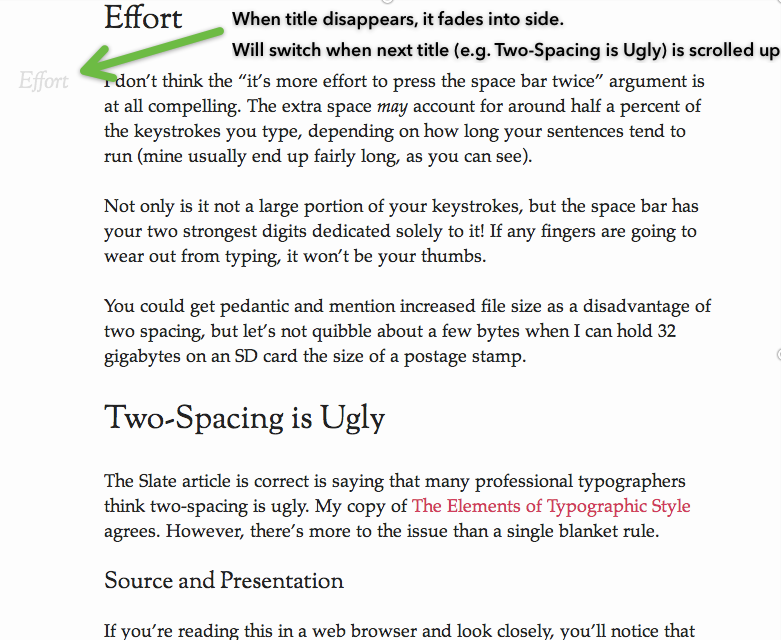 Effort
When title disappears, it fades into side.
Will switch when next title (e.g. Two-Spacing is Ugly) is scrolled up
Effort
I don’t think the “it’s more effort to press the space bar twice” argument is
at all compelling. The extra space may account for around half a percent of
the keystrokes you type, depending on how long your sentences tend to
run (mine usually end up fairly long, as you can see).
Not only is it not a large portion of your keystrokes, but the space bar has
your two strongest digits dedicated solely to it! If any fingers are going to
wear out from typing, it won’t be your thumbs.
You could get pedantic and mention increased file size as a disadvantage of
two spacing, but let’s not quibble about a few bytes when I can hold 32
gigabytes on an SD card the size of a postage stamp.
Two-Spacing is Ugly
The Slate article is correct is saying that many professional typographers
think two-spacing is ugly. My copy of The Elements of Typographic Style
agrees. However, there’s more to the issue than a single blanket rule.
Source and Presentation
If you’re reading this in a web browser and look closely, you’ll notice that